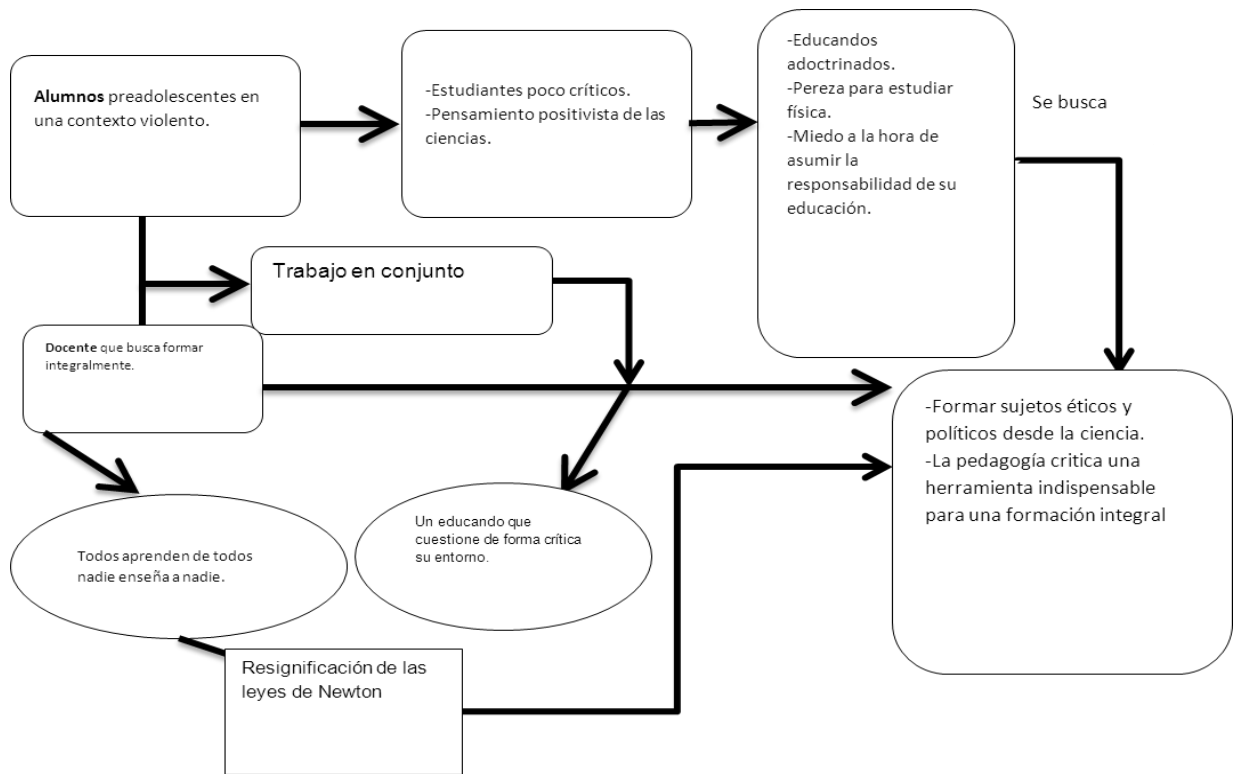 Alumnos preadolescentes en
una contexto violento.
-Estudiantes poco críticos.
-Pensamiento positivista de las
ciencias.
-Educandos
adoctrinados.
-Pereza para estudiar
física.
-Miedo a la hora de
asumir la
responsabilidad de su
educación.
Se busca
Trabajo en conjunto
Docente que busca formar
integralmente.
-Formar sujetos éticos y
políticos desde la ciencia.
-La pedagogía critica una
herramienta indispensable
para una formación integral
Todos aprenden de todos
nadie enseña a nadie.
Un educando que
cuestione de forma crítica
su entorno.
Resignificación de las
leyes de Newton